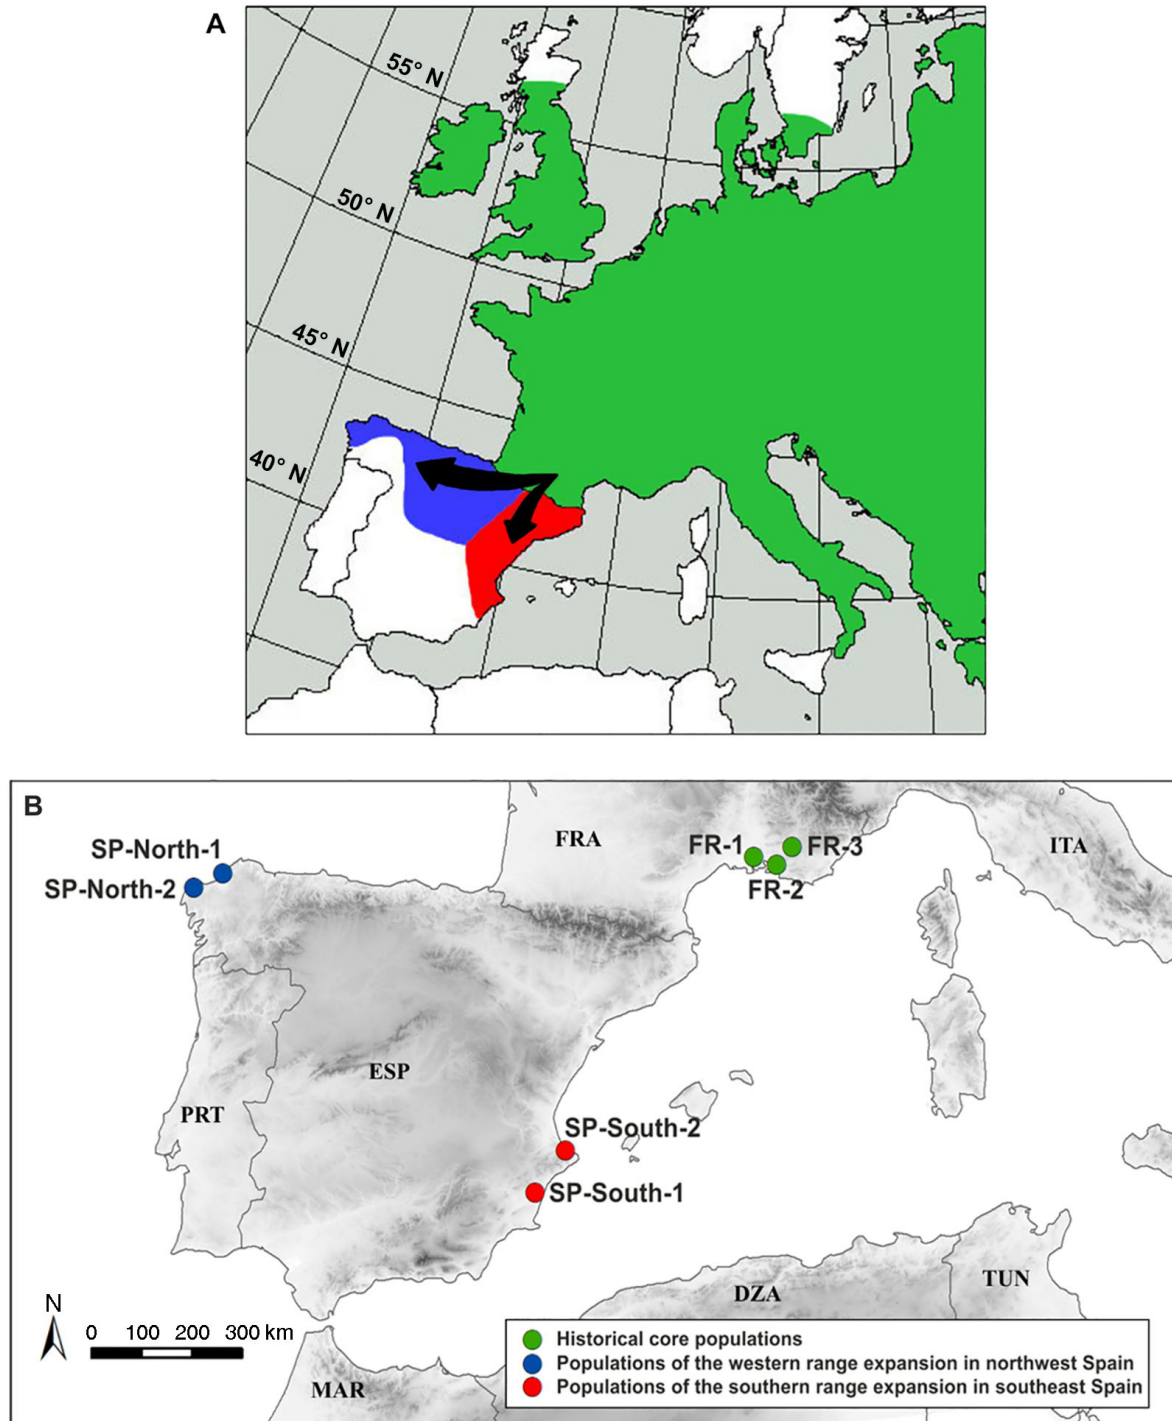 A
55° N
50° N
45° N
40° N
B
SP-North-1
SP-North-2
FRA
FR-1
FR-3
FR-2
ITA
ESP
PRT
SP-South-2
SP-South-1
DZA
TUN
MAR
N
0 100 200 300 km
Historical core populations
Populations of the western range expansion in northwest Spain
Populations of the southern range expansion in southeast Spain